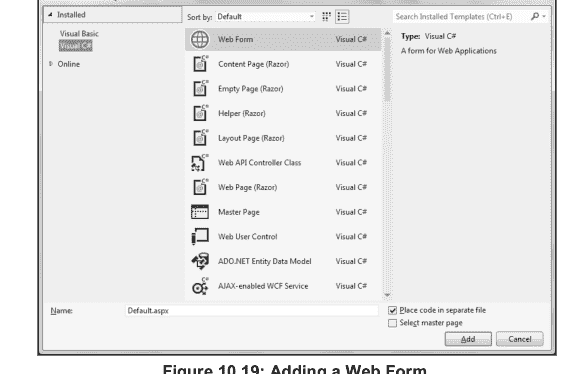 Installed
Sort by: Default
Search Installed Templates (Ctrl+E)
Visual Basic
Visual C#
Online
Web Form Visual C#
Content Page (Razor) Visual C#
Empty Page (Razor) Visual C#
Helper (Razor) Visual C#
Layout Page (Razor) Visual C#
Web API Controller Class Visual C#
Web Page (Razor) Visual C#
Master Page Visual C#
Web User Control Visual C#
ADO.NET Entity Data Model Visual C#
AJAX-enabled WCF Service Visual C#
Type: Visual C#
A form for Web Applications
Name: Default.aspx
Place code in separate file
Select master page
Add Cancel
Figure 10.19: Adding a Web Form